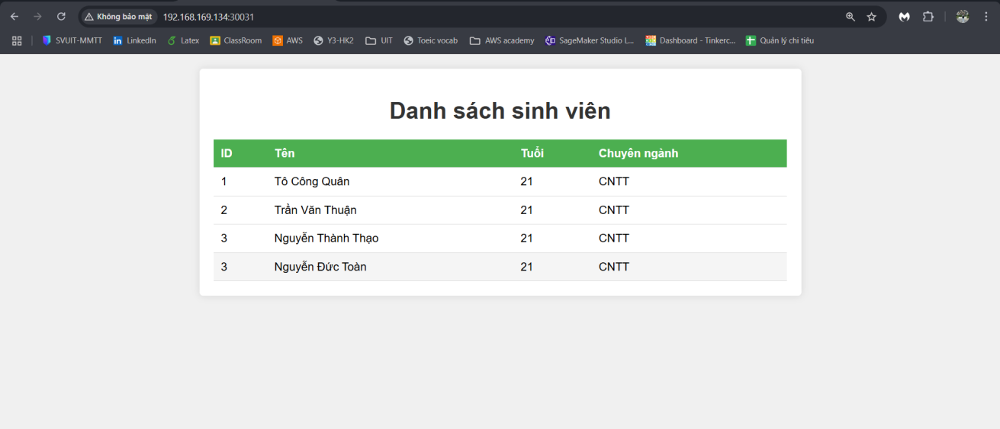 Không bảo mật 192.168.169.134:30031
SVUIT-MMTT LinkedIn Latex ClassRoom AWS Y3-HK2 UIT Toeic vocab AWS academy SageMaker Studio L... Dashboard - Tinkerc... Quản lý chi tiêu
Danh sách sinh viên
ID Tên Tuổi Chuyên ngành
1 Tô Công Quân 21 CNTT
2 Trần Văn Thuận 21 CNTT
3 Nguyễn Thành Thạo 21 CNTT
3 Nguyễn Đức Toàn 21 CNTT